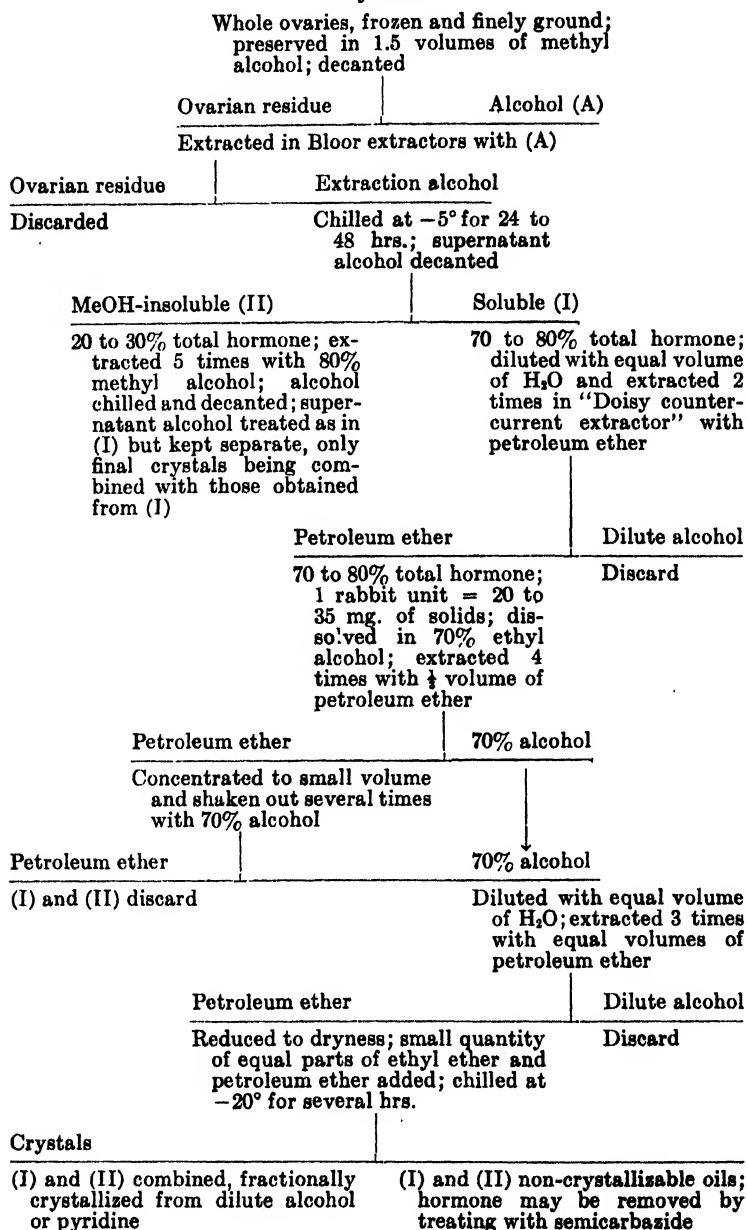 Whole ovaries, frozen and finely ground;
preserved in 1.5 volumes of methyl
alcohol; decanted
Ovarian residue Alcohol (A)
Extracted in Bloor extractors with (A)
Ovarian residue Extraction alcohol
Discarded Chilled at −5° for 24 to
48 hrs.; supernatant
alcohol decanted
MeOH-insoluble (II) Soluble (I)
20 to 30% total hormone; ex-
tracted 5 times with 80%
methyl alcohol; alcohol
chilled and decanted; super-
natant alcohol treated as in
(I) but kept separate, only
final crystals being com-
bined with those obtained
from (I)
70 to 80% total hormone;
diluted with equal volume
of H₂O and extracted 2
times in "Doisy counter-
current extractor" with
petroleum ether
Petroleum ether Dilute alcohol
70 to 80% total hormone;
1 rabbit unit = 20 to
35 mg. of solids; dis-
solved in 70% ethyl
alcohol; extracted 4
times with volume of
petroleum ether
Discard
Petroleum ether 70% alcohol
Concentrated to small volume
and shaken out several times
with 70% alcohol
Petroleum ether 70% alcohol
(I) and (II) discard
Diluted with equal volume
of H₂O; extracted 3 times
with equal volumes of
petroleum ether
Petroleum ether Dilute alcohol
Reduced to dryness; small quantity
of equal parts of ethyl ether and
petroleum ether added; chilled at
−20° for several hrs.
Discard
Crystals
(I) and (II) combined, fractionally
crystallized from dilute alcohol
or pyridine
(I) and (II) non-crystallizable oils;
hormone may be removed by
treating with semicarbazide